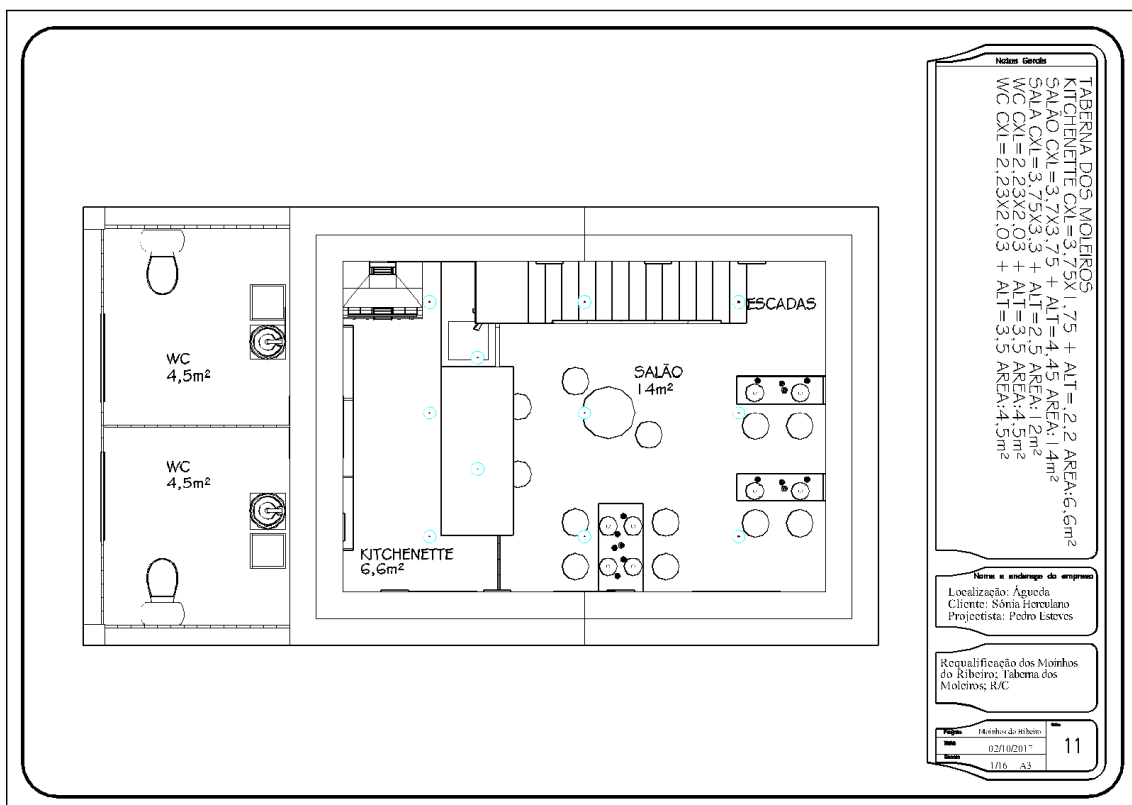 WC
4,5m²
WC
4,5m²
ESCADAS
SALÃO
14m²
KITCHENETTE
6,6m²
Notas Gerais
TABERNA DOS MOLEIROS
KITCHENETTE CXL=3,75X1,75 + ALT=,2,2 AREA:6,6m²
SALÃO CXL=3,7X3,75 + ALT=4,45 AREA:14m²
SALA CXL=3,75X3,3 + ALT=2,5 AREA:12m²
WC CXL=2,23X2,03 + ALT=3,5 AREA:4,5m²
WC CXL=2,23X2,03 + ALT=3,5 AREA:4,5m²
Nome e endereço da empresa
Localização: Águeda
Cliente: Sónia Herculano
Projectista: Pedro Esteves
Requalificação dos Moinhos
do Ribeiro; Taberna dos
Moleiros; R/C
Moinhos do Ribeiro
02/10/2017
1/16 A3
11